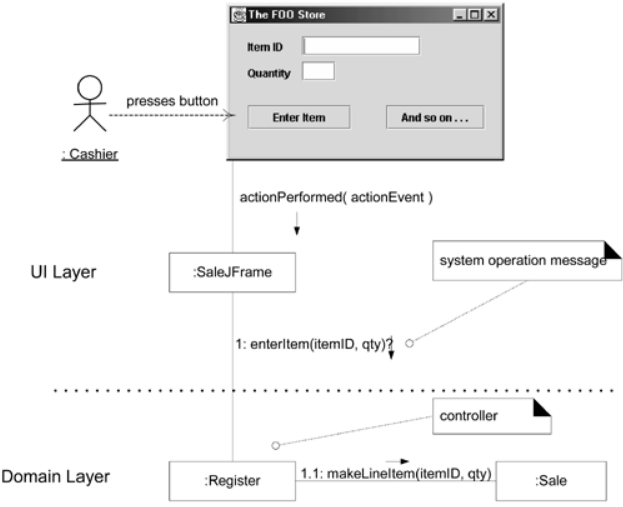 The FOO Store
Item ID
Quantity
presses button
Enter Item
And so on . . .
: Cashier
actionPerformed( actionEvent )
system operation message
UI Layer
:SaleJFrame
1: enterItem(itemID, qty)?
controller
Domain Layer
:Register
1.1: makeLineItem(itemID, qty)
:Sale